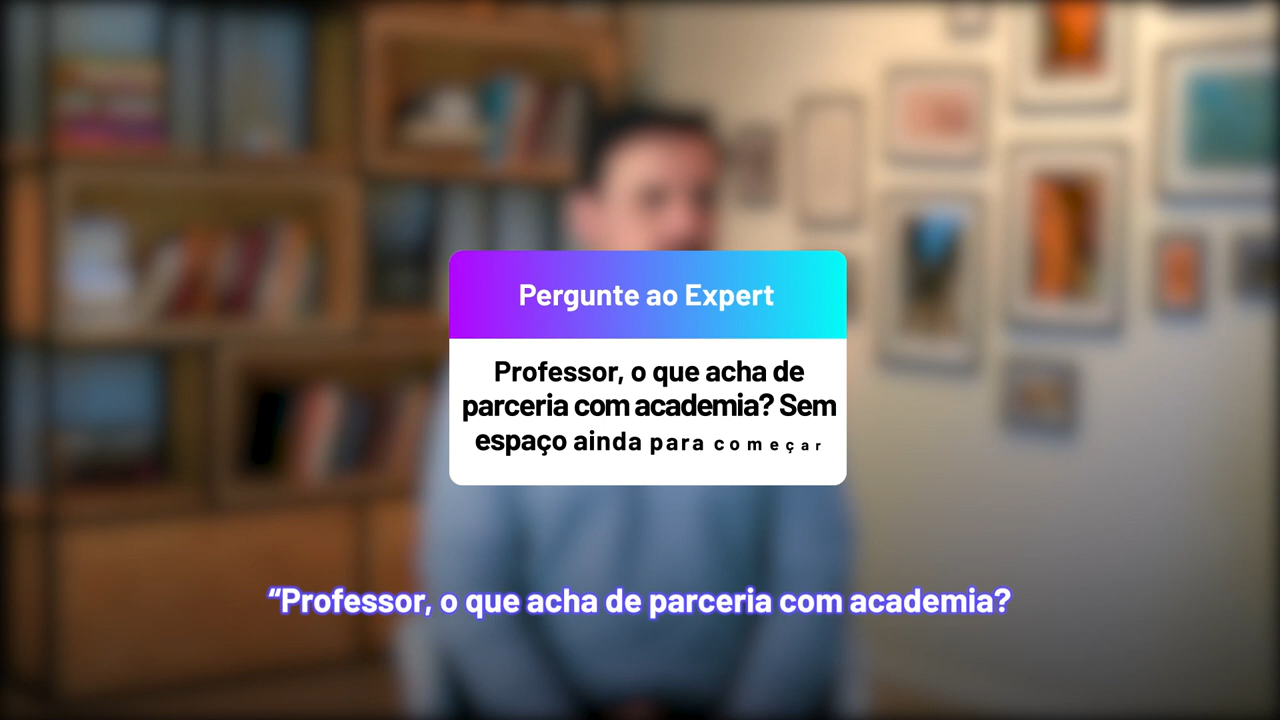 Pergunte ao Expert
Professor, o que acha de
parceria com academia? Sem
espaço ainda para começar
“Professor, o que acha de parceria com academia?